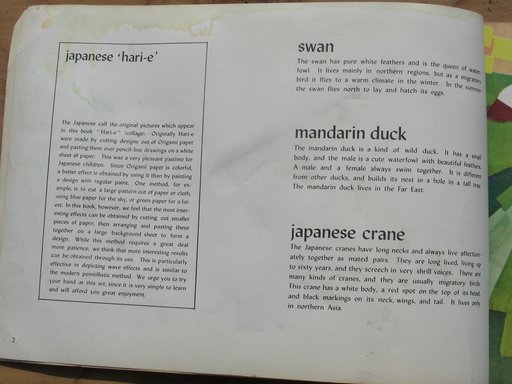 japanese 'hari-e'
The Japanese call the original pictures which appear
in this book "Hari-e" (collage). Originally Hari-e
were made by cutting designs out of Origami paper
and pasting them over pencil-line drawings on a white
sheet of paper. This was a very pleasant pastime for
Japanese children. Since Origami paper is colorful,
a better effect is obtained by using it than by painting
a design with regular paint. One method, for ex-
ample, is to cut a large pattern out of paper or cloth,
using blue paper for the sky, or green paper for a for-
est. In this book, however, we feel that the most inter-
esting effects can be obtained by cutting out smaller
pieces of paper, then arranging and pasting these
together on a large background sheet to form a
design. While this method requires a great deal
more patience, we think that more interesting results
can be obtained through its use. This is particularly
effective in depicting wave effects and is similar to
the modern pointillistic method. We urge you to try
your hand at this art, since it is very simple to learn
and will afford you great enjoyment.
2
swan
The swan has pure white feathers and is the queen of water
fowl. It lives mainly in northern regions, but as a migratory
bird it flies to a warm climate in the winter. In the summer
the swan flies north to lay and hatch its eggs.
mandarin duck
The mandarin duck is a kind of wild duck. It has a small
body, and the male is a cute waterfowl with beautiful feathers.
A male and a female always swim together. It is different
from other ducks, and builds its nest in a hole in a tall tree.
The mandarin duck lives in the Far East.
japanese crane
The Japanese cranes have long necks and always live affection-
ately together as mated pairs. They are long lived, living up
to sixty years, and they screech in very shrill voices. There are
many kinds of cranes, and they are usually migratory birds.
This crane has a white body, a red spot on the top of its head,
and black markings on its neck, wings, and tail. It lives only
in northern Asia.